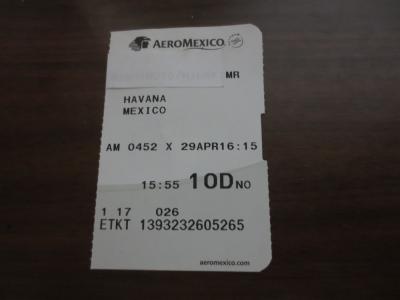 AEROMEXICO
MR
HAVANA
MEXICO
AM 0452 X 29APR16:15
15:55 10D NO
1 17 026
ETKT 1393232605265
aeromexico.com